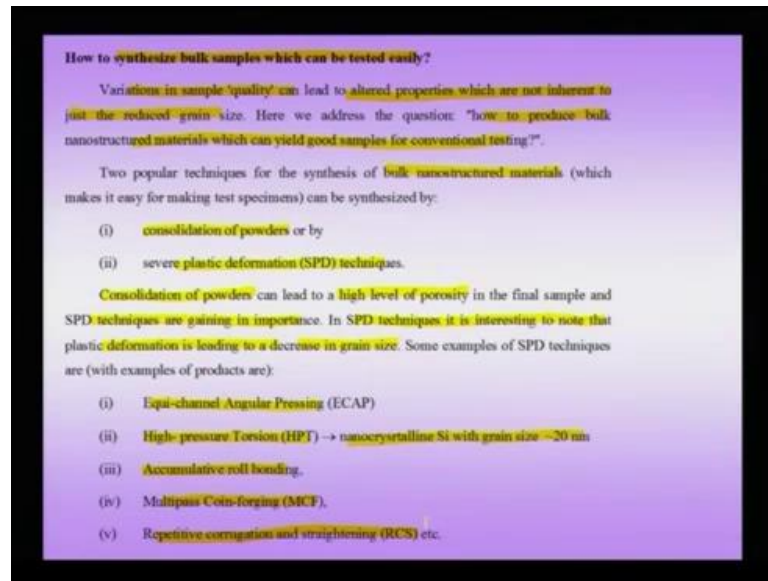 How to synthesize bulk samples which can be tested easily?
Variations in sample 'quality' can lead to altered properties which are not inherent to
just the reduced grain size. Here we address the question: "how to produce bulk
nanostructured materials which can yield good samples for conventional testing?".
Two popular techniques for the synthesis of bulk nanostructured materials (which
makes it easy for making test specimens) can be synthesized by:
(i) consolidation of powders or by
(ii) severe plastic deformation (SPD) techniques.
Consolidation of powders can lead to a high level of porosity in the final sample and
SPD techniques are gaining in importance. In SPD techniques it is interesting to note that
plastic deformation is leading to a decrease in grain size. Some examples of SPD techniques
are (with examples of products are):
(i) Equi-channel Angular Pressing (ECAP)
(ii) High- pressure Torsion (HPT) → nanocrysrtalline Si with grain size ~20 nm
(iii) Accumulative roll bonding,
(iv) Multipass Coin-forging (MCF),
(v) Repetitive corrugation and straightening (RCS) etc.